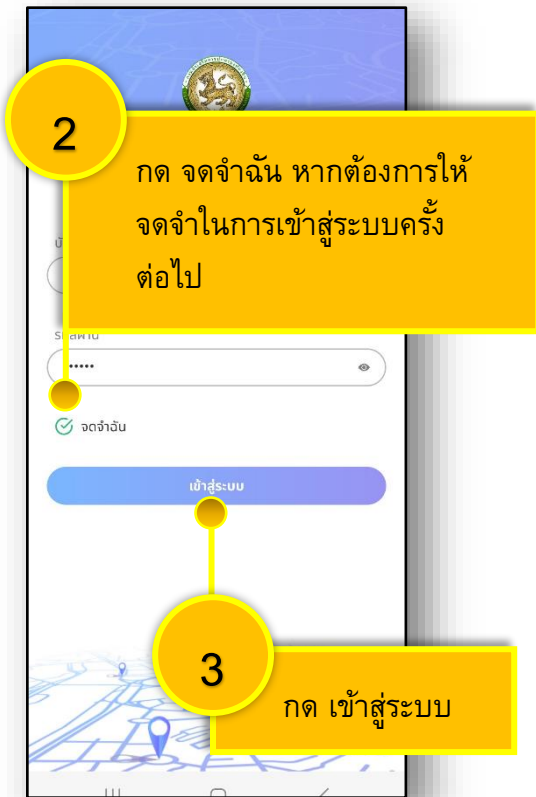 2
กด จดจำฉัน หากต้องการให้
จดจำในการเข้าสู่ระบบครั้ง
ต่อไป
•••••
จดจำฉัน
เข้าสู่ระบบ
3
กด เข้าสู่ระบบ